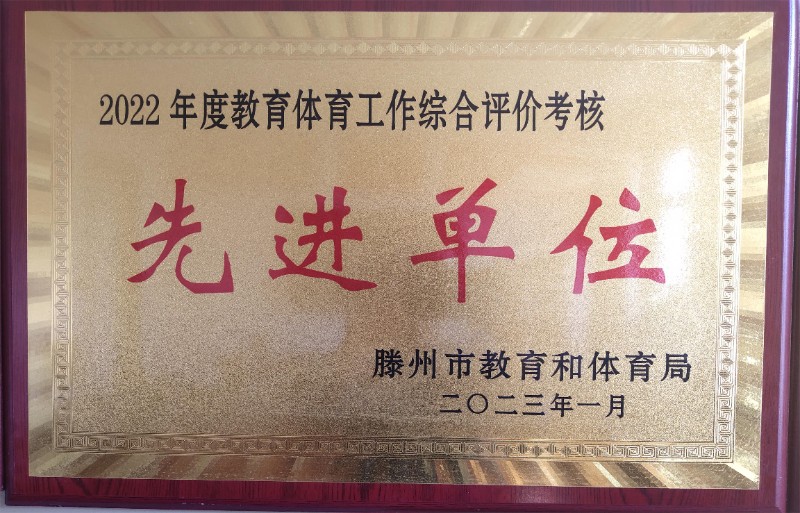 2022年度教育体育工作综合评价考核
先进单位
滕州市教育和体育局
二〇二三年一月